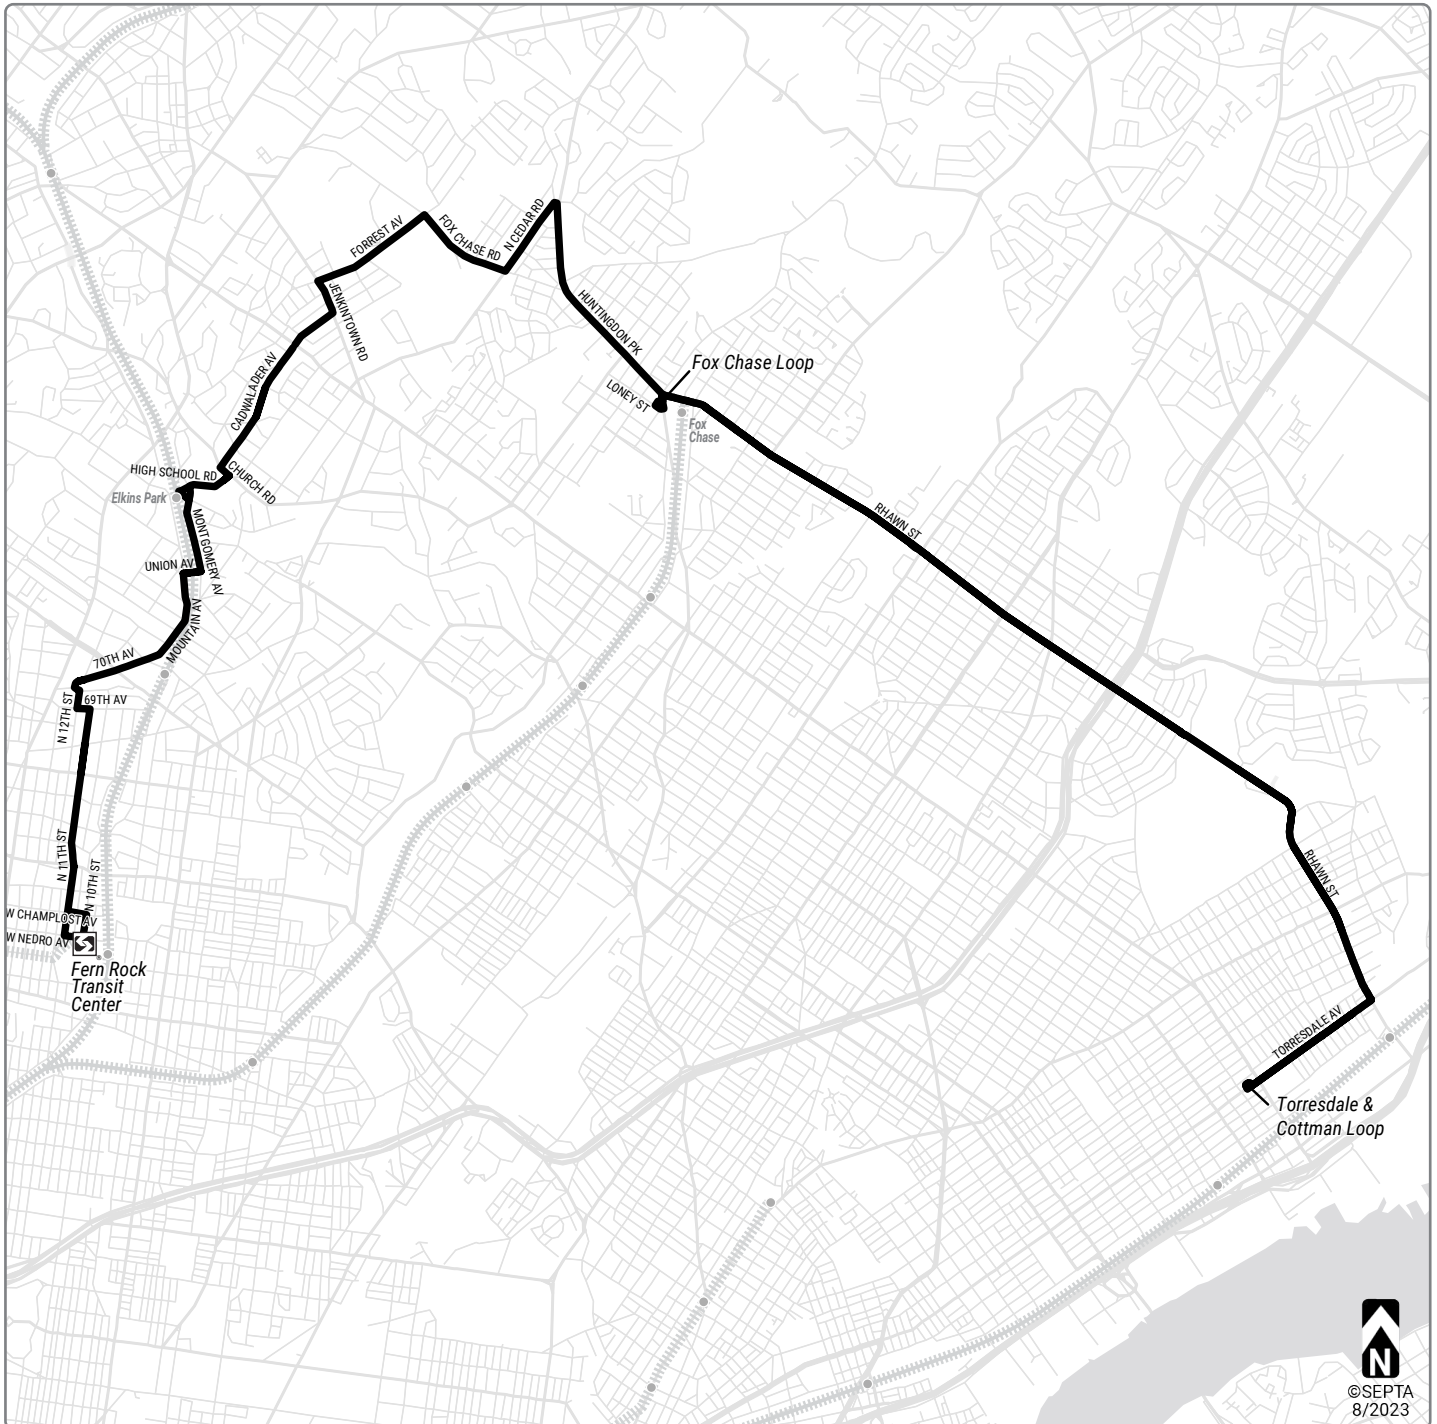 FORREST AV
FOX CHASE RD
N CEDAR RD
JENKINTOWN RD
HUNTINGDON PK
CADWALADER AV
Fox Chase Loop
LONEY ST
Fox
Chase
HIGH SCHOOL RD
CHURCH RD
Elkins Park
MONTGOMERY AV
RHAWN ST
UNION AV
MOUNTAIN AV
70TH AV
69TH AV
N 12TH ST
N 11TH ST
N 10TH ST
RHAWN ST
W CHAMPLOST AV
W NEDRO AV
Fern Rock
Transit
Center
TORRESDALE AV
Torresdale &
Cottman Loop
N
©SEPTA
8/2023